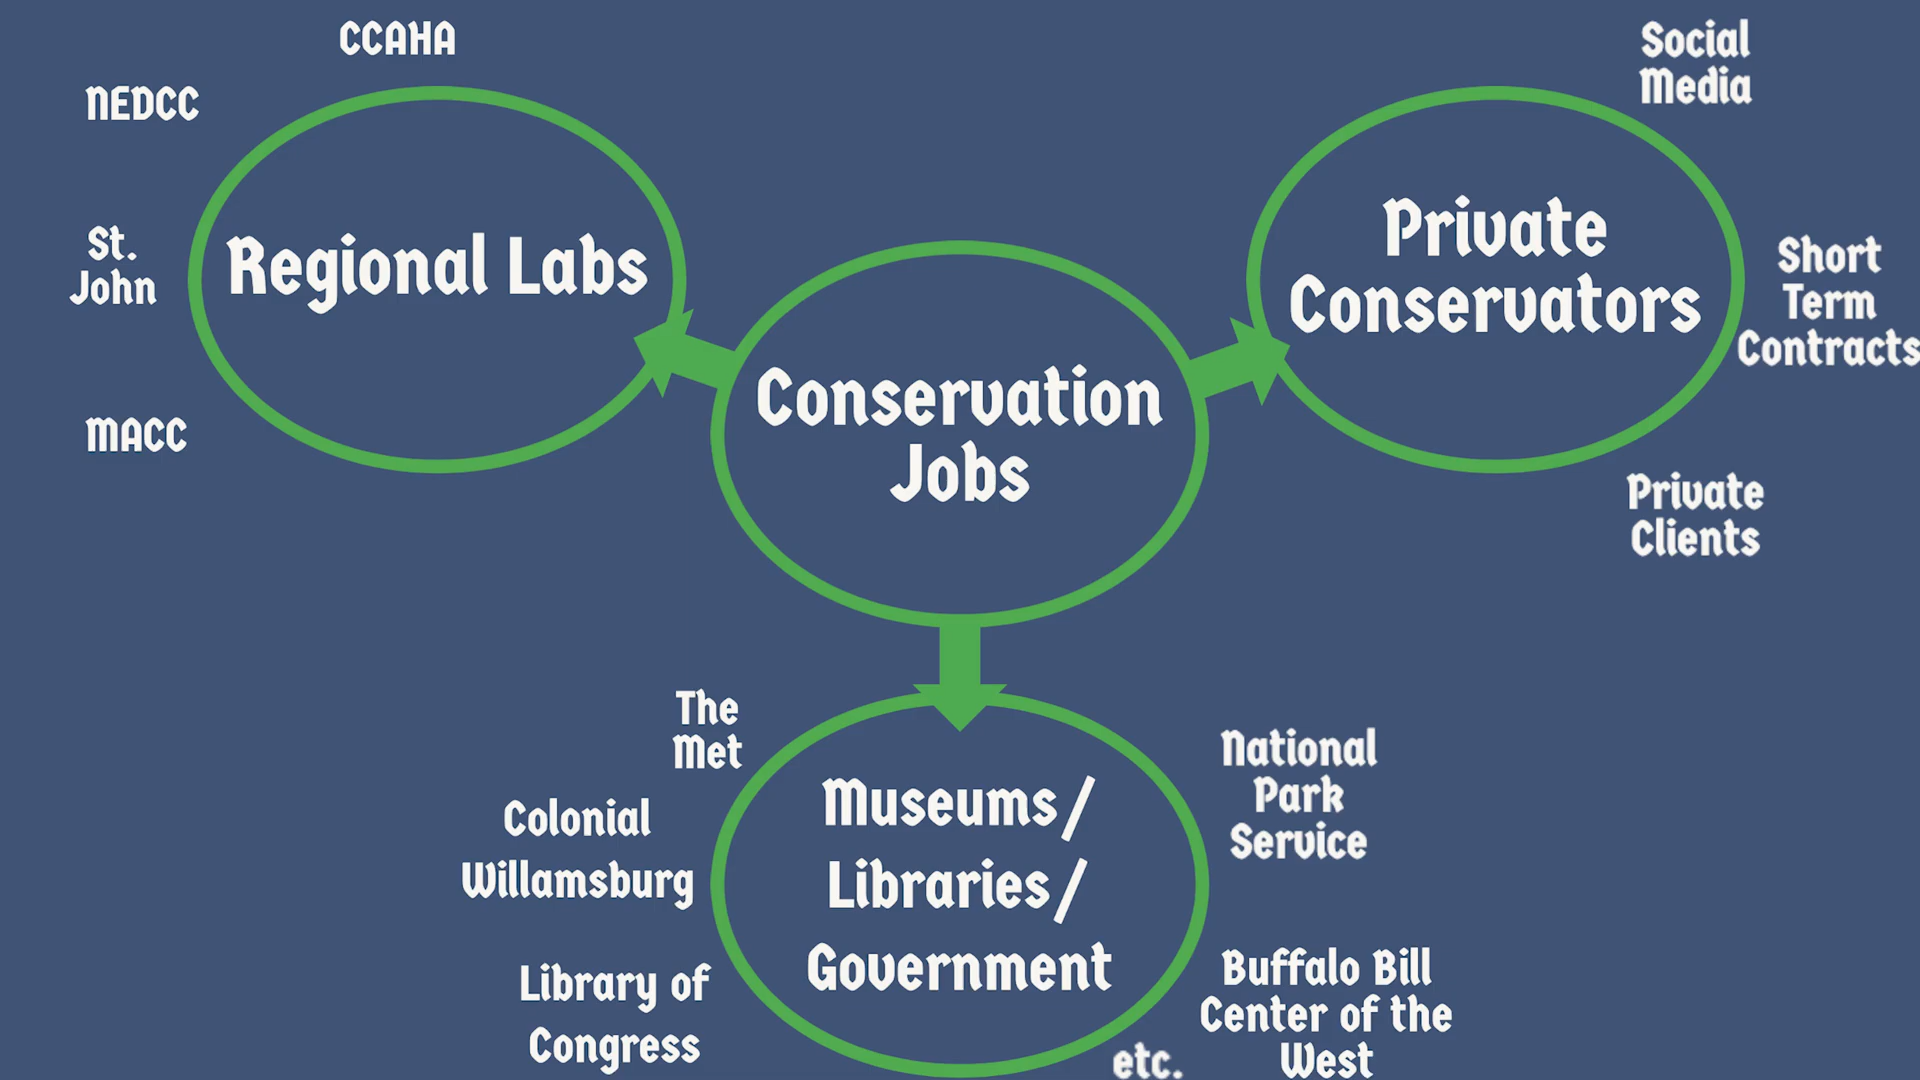 CCAHA
NEDCC
St.
John
MACC
Regional Labs
Conservation
Jobs
Social
Media
Private
Conservators
Short
Term
Contracts
Private
Clients
The
Met
Colonial
Willamsburg
Library of
Congress
Museums/
Libraries/
Government
National
Park
Service
Buffalo Bill
Center of the
West
etc.